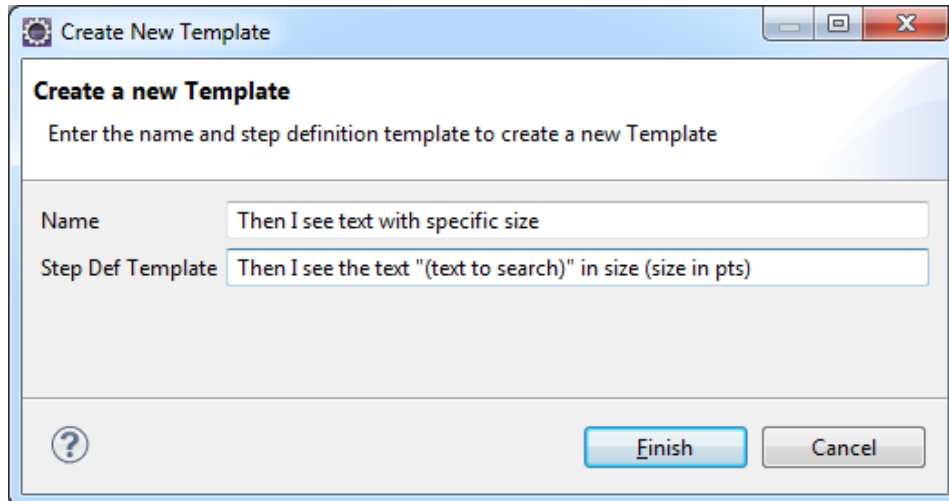 Create New Template
Create a new Template
Enter the name and step definition template to create a new Template
Name Then I see text with specific size
Step Def Template Then I see the text "(text to search)" in size (size in pts)
? Finish Cancel